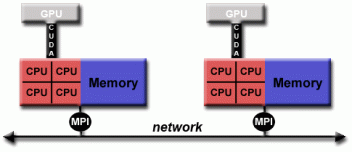 GPU
GPU
CUDA
CUDA
CPU CPU
CPU CPU
Memory
CPU CPU
CPU CPU
Memory
MPI
MPI
network